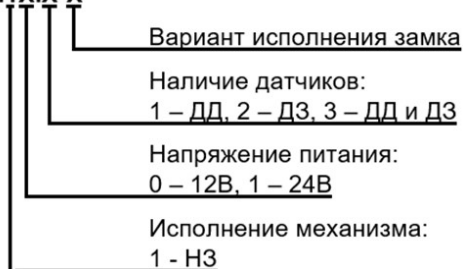 Вариант исполнения замка
Наличие датчиков:
1 – ДД, 2 – ДЗ, 3 – ДД и ДЗ
Напряжение питания:
0 – 12В, 1 – 24В
Исполнение механизма:
1 - НЗ